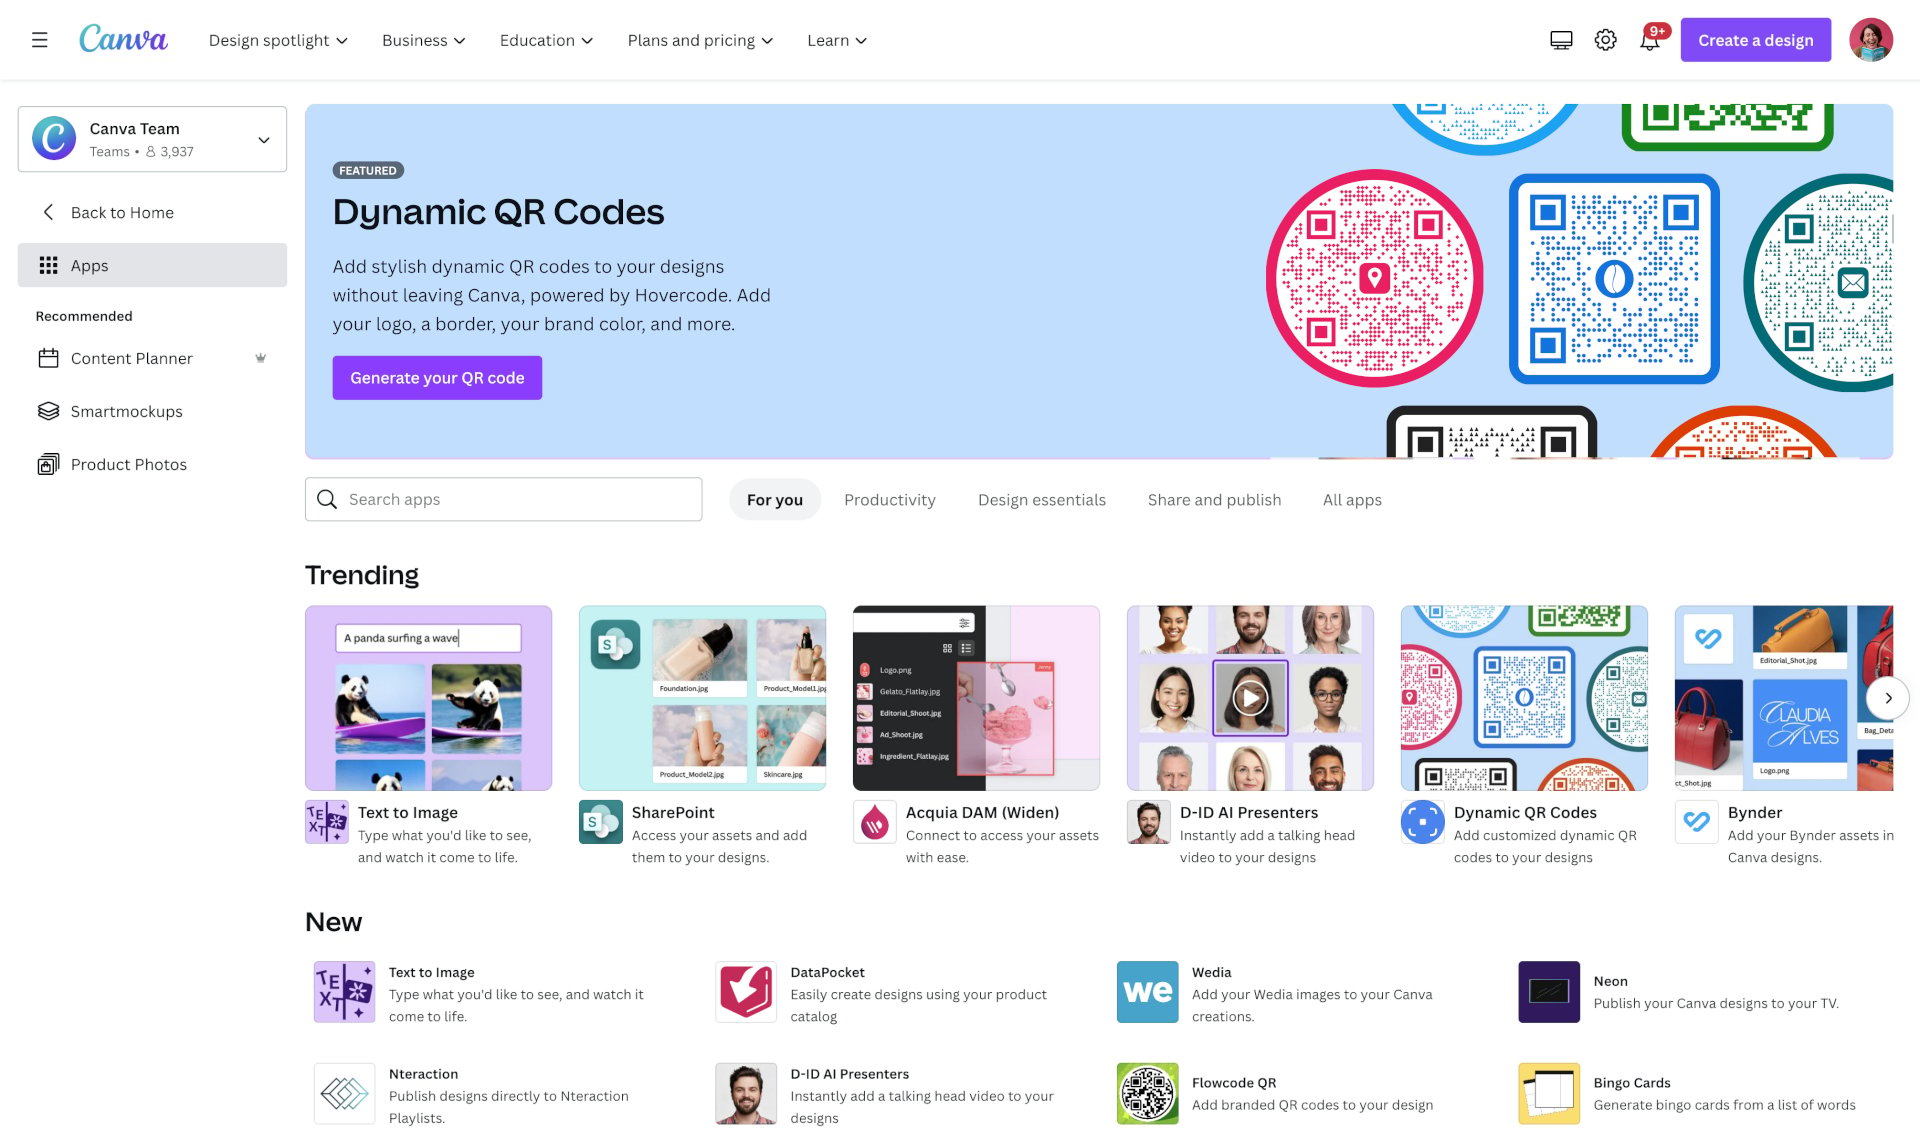 Canva
Design spotlight
Business
Education
Plans and pricing
Learn
9+
Create a design
C
Canva Team
Teams • 3,937
Back to Home
Apps
Recommended
Content Planner
Smartmockups
Product Photos
FEATURED
Dynamic QR Codes
Add stylish dynamic QR codes to your designs
without leaving Canva, powered by Hovercode. Add
your logo, a border, your brand color, and more.
Generate your QR code
Search apps
For you
Productivity
Design essentials
Share and publish
All apps
Trending
A panda surfing a wave
Text to Image
Type what you'd like to see,
and watch it come to life.
S
Foundation.jpg
Product_Model1.jpg
Product_Model2.jpg
Skincare.jpg
S
SharePoint
Access your assets and add
them to your designs.
Logo.png
Gelato_Flatlay.jpg
Editorial_Shoot.jpg
Ad_Shoot.jpg
Ingredient_Flatlay.jpg
Jenny
Acquia DAM (Widen)
Connect to access your assets
with ease.
D-ID AI Presenters
Instantly add a talking head
video to your designs
Dynamic QR Codes
Add customized dynamic QR
codes to your designs
Editorial_Shot.jpg
CLAUDIA
ALVES
Logo.png
ct_Shot.jpg
Bag_Deta
Bynder
Add your Bynder assets in
Canva designs.
New
TEXT
Text to Image
Type what you'd like to see, and watch it
come to life.
DataPocket
Easily create designs using your product
catalog
we
Wedia
Add your Wedia images to your Canva
creations.
Neon
Publish your Canva designs to your TV.
Nteraction
Publish designs directly to Nteraction
Playlists.
D-ID AI Presenters
Instantly add a talking head video to your
designs
Flowcode QR
Add branded QR codes to your design
Bingo Cards
Generate bingo cards from a list of words